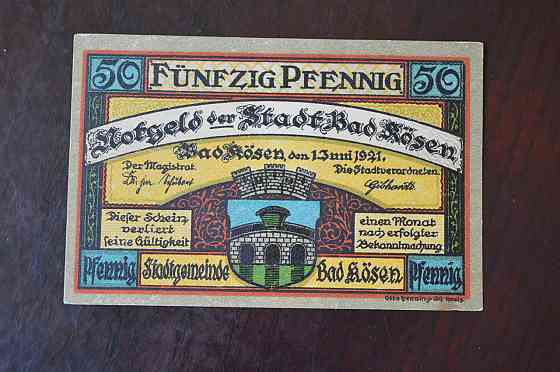 50 FÜNFZIG PFENNIG 50
Notgeld der Stadt Bad Kösen
Bad Kösen, den 1. Juni 1921.
Der Magistrat.
Die Stadtverordneten.
Dieser Schein
verliert
seine Gültigkeit
einen Monat
nach erfolgter
Bekanntmachung
Pfennig Stadtgemeinde Bad Kösen Pfennig